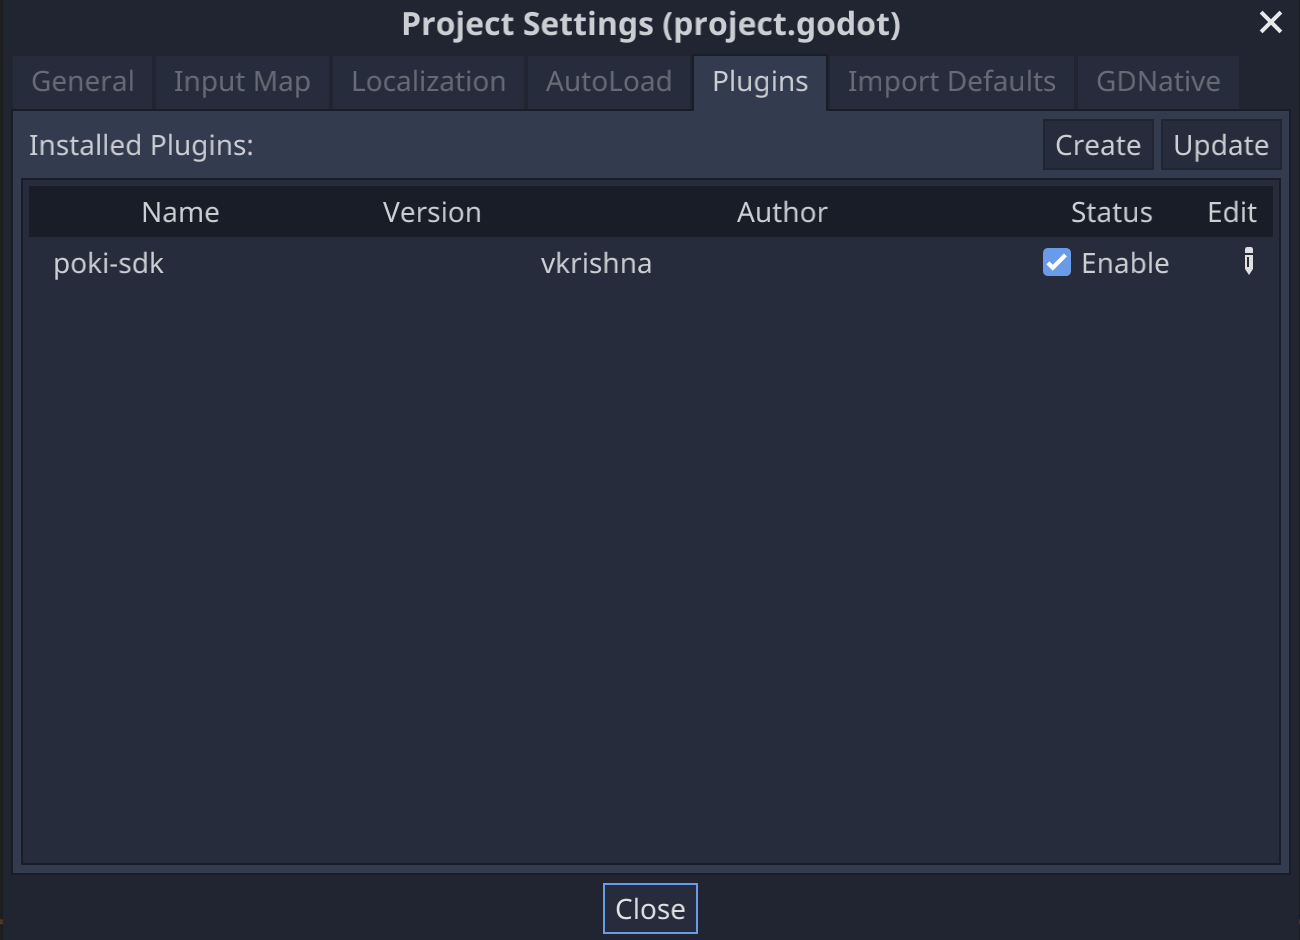 Project Settings (project.godot)
General Input Map Localization AutoLoad Plugins Import Defaults GDNative
Installed Plugins: Create Update
Name Version Author Status Edit
poki-sdk vkrishna Enable
Close